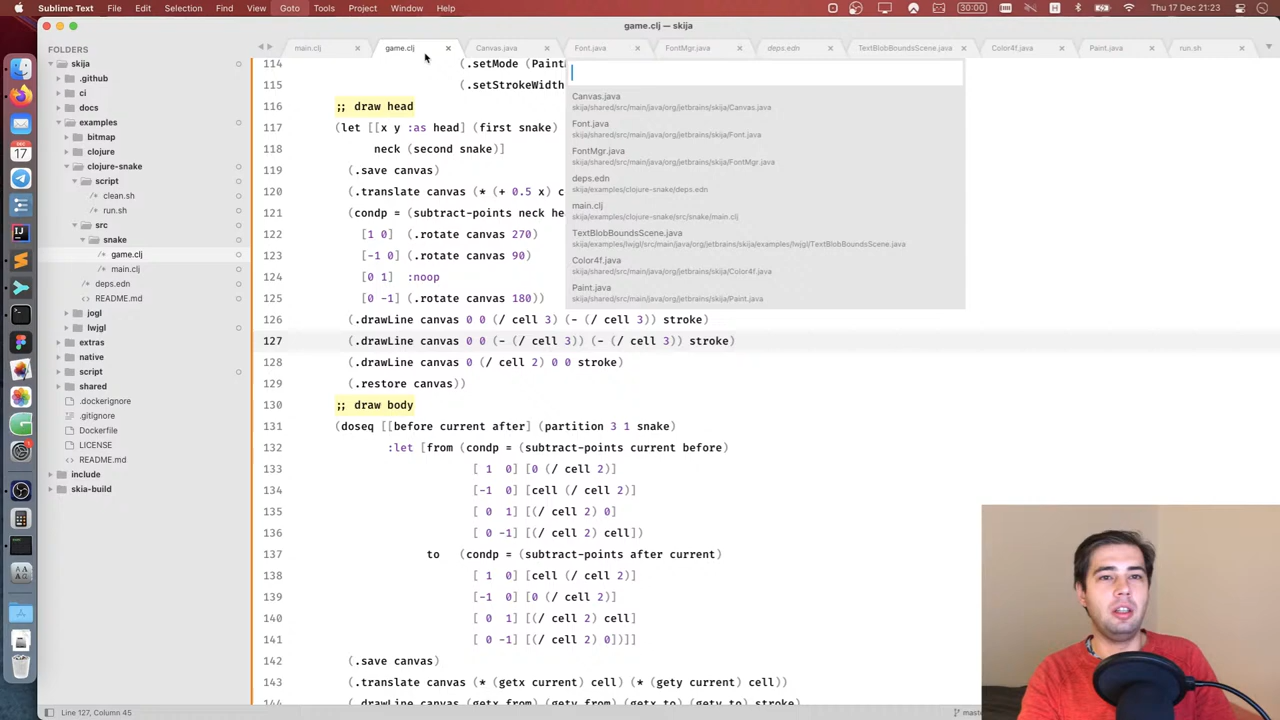 Sublime Text File Edit Selection Find View Goto Tools Project Window Help
Thu 17 Dec 21:23
game.clj — skija
FOLDERS
skija
.github
ci
docs
examples
bitmap
clojure
clojure-snake
script
clean.sh
run.sh
src
snake
game.clj
main.clj
deps.edn
README.md
jogl
lwjgl
extras
native
script
shared
.dockerignore
.gitignore
Dockerfile
LICENSE
README.md
include
skia-build
main.clj game.clj Canvas.java Font.java FontMgr.java deps.edn TextBlobBoundsScene.java Color4f.java Paint.java run.sh
114 (.setMode (Paint
115 (.setStrokeWidth
116 ;; draw head
117 (let [[x y :as head] (first snake)
118 neck (second snake)]
119 (.save canvas)
120 (.translate canvas (* (+ 0.5 x) c
121 (condp = (subtract-points neck he
122 [1 0] (.rotate canvas 270)
123 [-1 0] (.rotate canvas 90)
124 [0 1] :noop
125 [0 -1] (.rotate canvas 180))
126 (.drawLine canvas 0 0 (/ cell 3) (- (/ cell 3)) stroke)
127 (.drawLine canvas 0 0 (- (/ cell 3)) (- (/ cell 3)) stroke)
128 (.drawLine canvas 0 (/ cell 2) 0 0 stroke)
129 (.restore canvas))
130 ;; draw body
131 (doseq [[before current after] (partition 3 1 snake)
132 :let [from (condp = (subtract-points current before)
133 [ 1 0] [0 (/ cell 2)]
134 [-1 0] [cell (/ cell 2)]
135 [ 0 1] [(/ cell 2) 0]
136 [ 0 -1] [(/ cell 2) cell])
137 to (condp = (subtract-points after current)
138 [ 1 0] [cell (/ cell 2)]
139 [-1 0] [0 (/ cell 2)]
140 [ 0 1] [(/ cell 2) cell]
141 [ 0 -1] [(/ cell 2) 0])]]
142 (.save canvas)
143 (.translate canvas (* (getx current) cell) (* (gety current) cell))
144 (.drawLine canvas (getx from) (gety from) (getx to) (gety to) stroke)
Canvas.java
skija/shared/src/main/java/org/jetbrains/skija/Canvas.java
Font.java
skija/shared/src/main/java/org/jetbrains/skija/Font.java
FontMgr.java
skija/shared/src/main/java/org/jetbrains/skija/FontMgr.java
deps.edn
skija/examples/clojure-snake/deps.edn
main.clj
skija/examples/clojure-snake/src/snake/main.clj
TextBlobBoundsScene.java
skija/examples/lwjgl/src/main/java/org/jetbrains/skija/examples/lwjgl/TextBlobBoundsScene.java
Color4f.java
skija/shared/src/main/java/org/jetbrains/skija/Color4f.java
Paint.java
skija/shared/src/main/java/org/jetbrains/skija/Paint.java
Line 127, Column 45